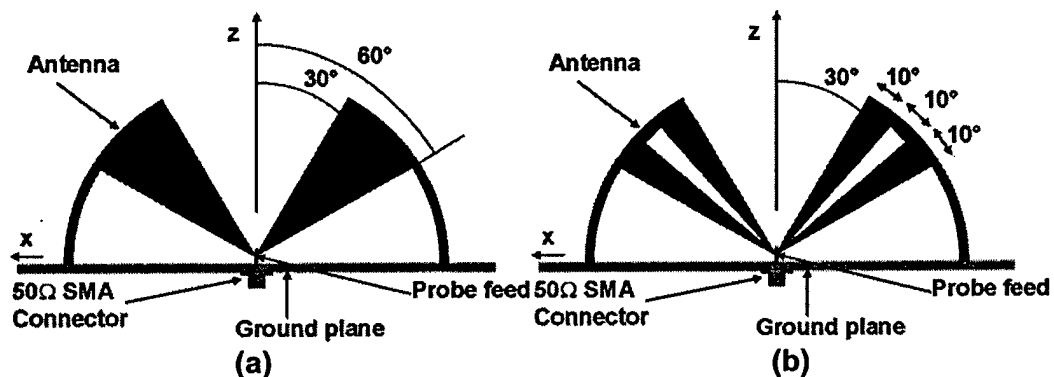 z
60°
Antenna
30°
x
50Ω SMA
Connector
Probe feed
Ground plane
(a)
z
Antenna
30°
10°
10°
10°
x
50Ω SMA
Connector
Probe feed
Ground plane
(b)